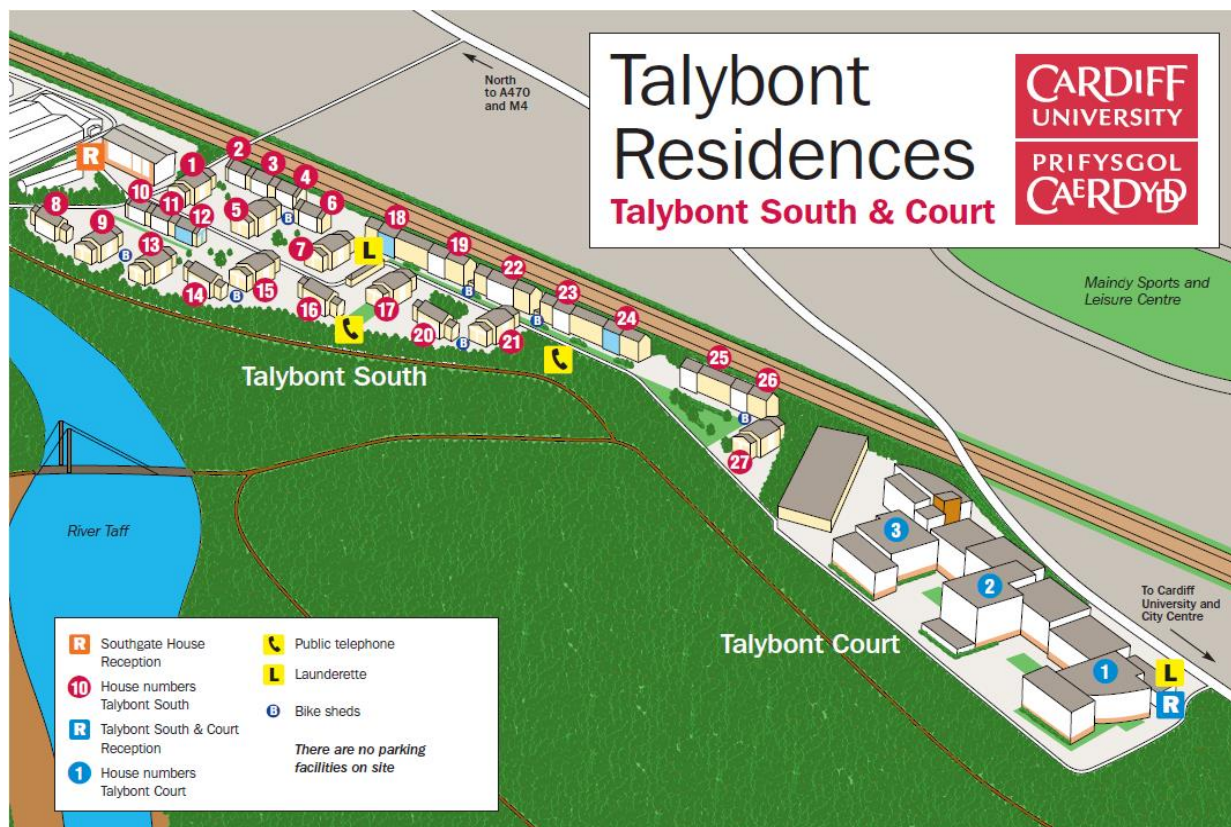 Talybont
Residences
Talybont South & Court
CARDIFF
UNIVERSITY
PRIFYSGOL
CAERDYDD
North
to A470
and M4
Maindy Sports and
Leisure Centre
R
1
2
3
4
5
6
7
8
9
10
11
12
13
14
15
16
17
18
19
20
21
22
23
24
25
26
27
L
B
B
B
B
B
B
B
Talybont South
River Taff
3
2
1
To Cardiff
University and
City Centre
Talybont Court
L
R
R Southgate House
Reception
10 House numbers
Talybont South
R Talybont South & Court
Reception
1 House numbers
Talybont Court
Public telephone
L Launderette
B Bike sheds
There are no parking
facilities on site